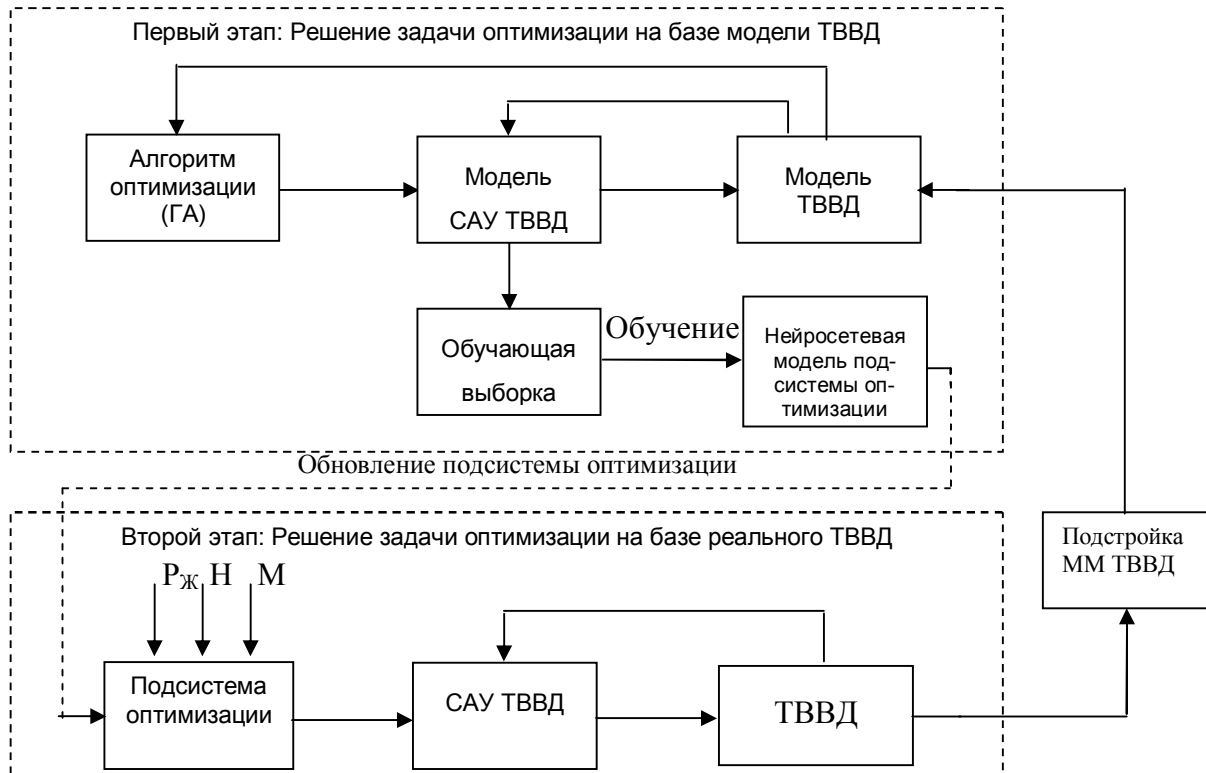 Первый этап: Решение задачи оптимизации на базе модели ТВВД
Алгоритм
оптимизации
(ГА)
Модель
САУ ТВВД
Модель
ТВВД
Обучающая
выборка
Обучение
Нейросетевая
модель под-
системы оп-
тимизации
Обновление подсистемы оптимизации
Второй этап: Решение задачи оптимизации на базе реального ТВВД
Рж Н М
Подсистема
оптимизации
САУ ТВВД
ТВВД
Подстройка
ММ ТВВД